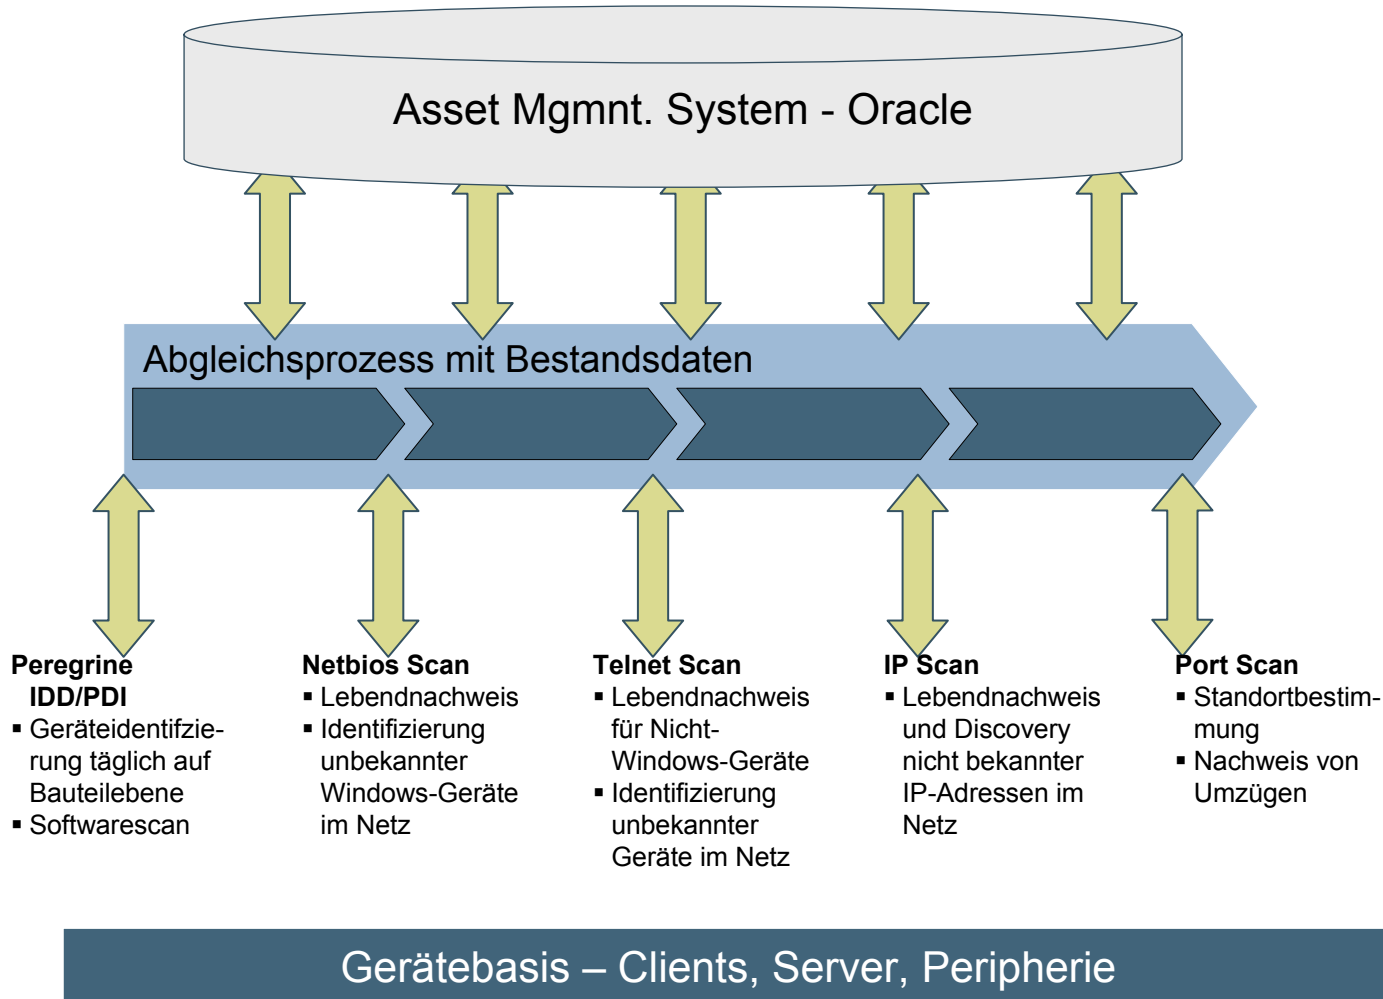 Asset Mgmnt. System - Oracle
Abgleichsprozess mit Bestandsdaten
Peregrine
IDD/PDI
▪ Geräteidentifzie-
rung täglich auf
Bauteilebene
▪ Softwarescan
Netbios Scan
▪ Lebendnachweis
▪ Identifizierung
unbekannter
Windows-Geräte
im Netz
Telnet Scan
▪ Lebendnachweis
für Nicht-
Windows-Geräte
▪ Identifizierung
unbekannter
Geräte im Netz
IP Scan
▪ Lebendnachweis
und Discovery
nicht bekannter
IP-Adressen im
Netz
Port Scan
▪ Standortbestim-
mung
▪ Nachweis von
Umzügen
Gerätebasis – Clients, Server, Peripherie